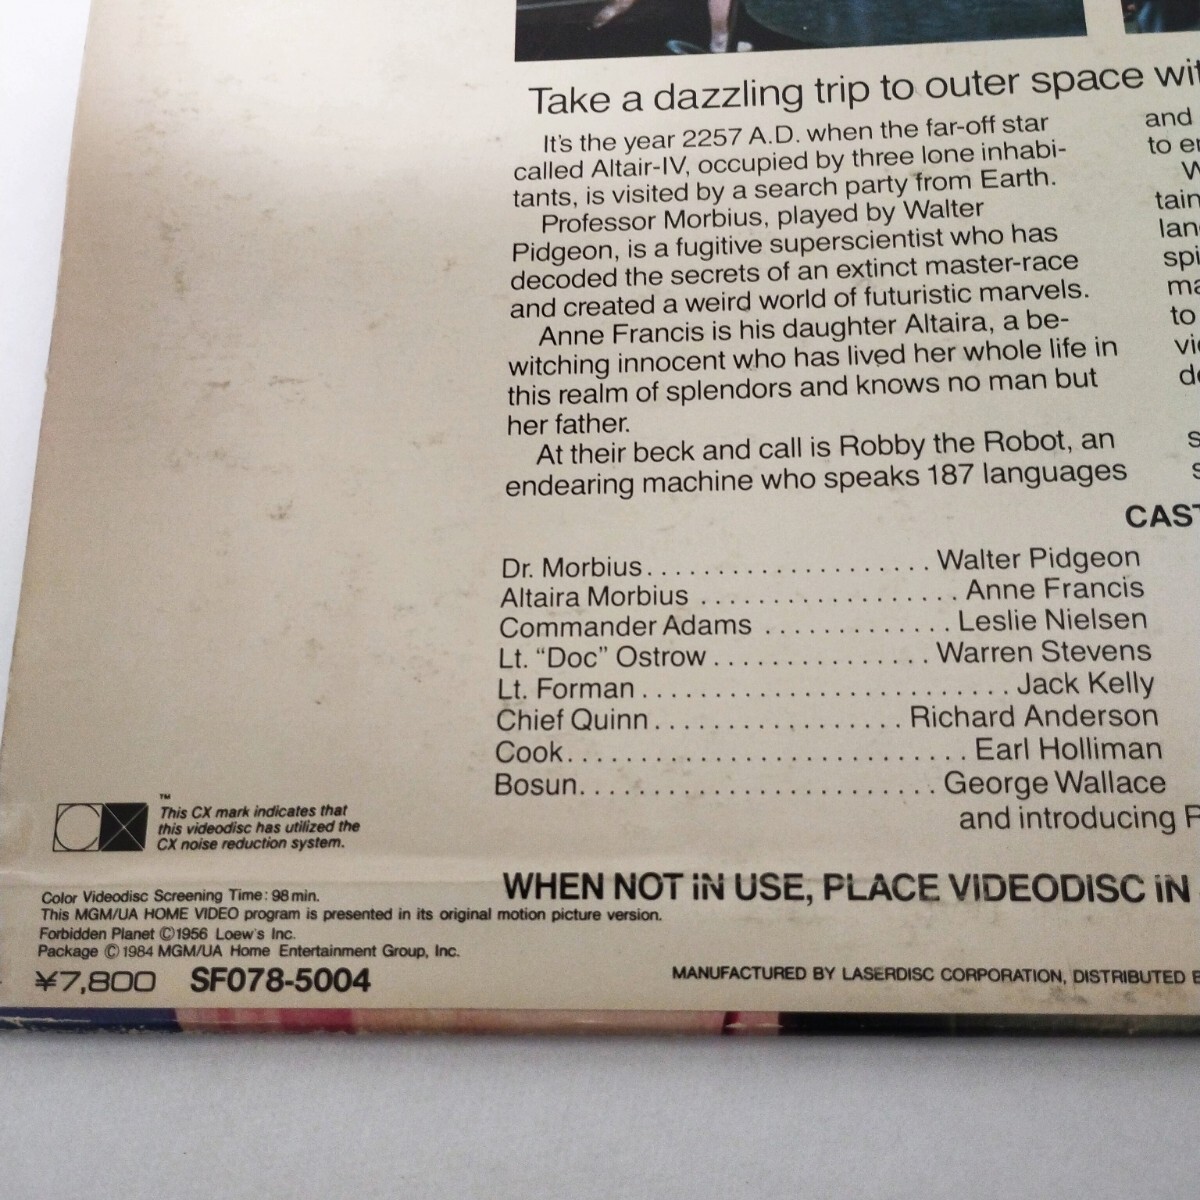 Take a dazzling trip to outer space
It's the year 2257 A.D. when the far-off star
called Altair-IV, occupied by three lone inhabi-
tants, is visited by a search party from Earth.
Professor Morbius, played by Walter
Pidgeon, is a fugitive superscientist who has
decoded the secrets of an extinct master-race
and created a weird world of futuristic marvels.
Anne Francis is his daughter Altaira, a be-
witching innocent who has lived her whole life in
this realm of splendors and knows no man but
her father.
At their beck and call is Robby the Robot, an
endearing machine who speaks 187 languages
and
to
to
CAST
Dr. Morbius.................... Walter Pidgeon
Altaira Morbius ................... Anne Francis
Commander Adams ............. Leslie Nielsen
Lt. “Doc” Ostrow................ Warren Stevens
Lt. Forman.......................... Jack Kelly
Chief Quinn.................. Richard Anderson
Cook............................. Earl Holliman
Bosun.......................... George Wallace
and introducing
™
This CX mark indicates that
this videodisc has utilized the
CX noise reduction system.
WHEN NOT IN USE, PLACE VIDEODISC IN
Color Videodisc Screening Time: 98 min.
This MGM/UA HOME VIDEO program is presented in its original motion picture version.
Forbidden Planet ©1956 Loew's Inc.
Package ©1984 MGM/UA Home Entertainment Group, Inc.
¥7,800 SF078-5004
MANUFACTURED BY LASERDISC CORPORATION, DISTRIBUTED